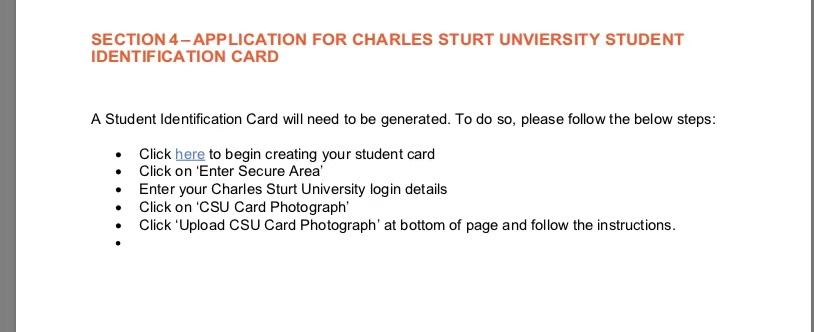 SECTION 4 – APPLICATION FOR CHARLES STURT UNVIERSITY STUDENT
IDENTIFICATION CARD
A Student Identification Card will need to be generated. To do so, please follow the below steps:
• Click here to begin creating your student card
• Click on ‘Enter Secure Area’
• Enter your Charles Sturt University login details
• Click on ‘CSU Card Photograph’
• Click ‘Upload CSU Card Photograph’ at bottom of page and follow the instructions.
•